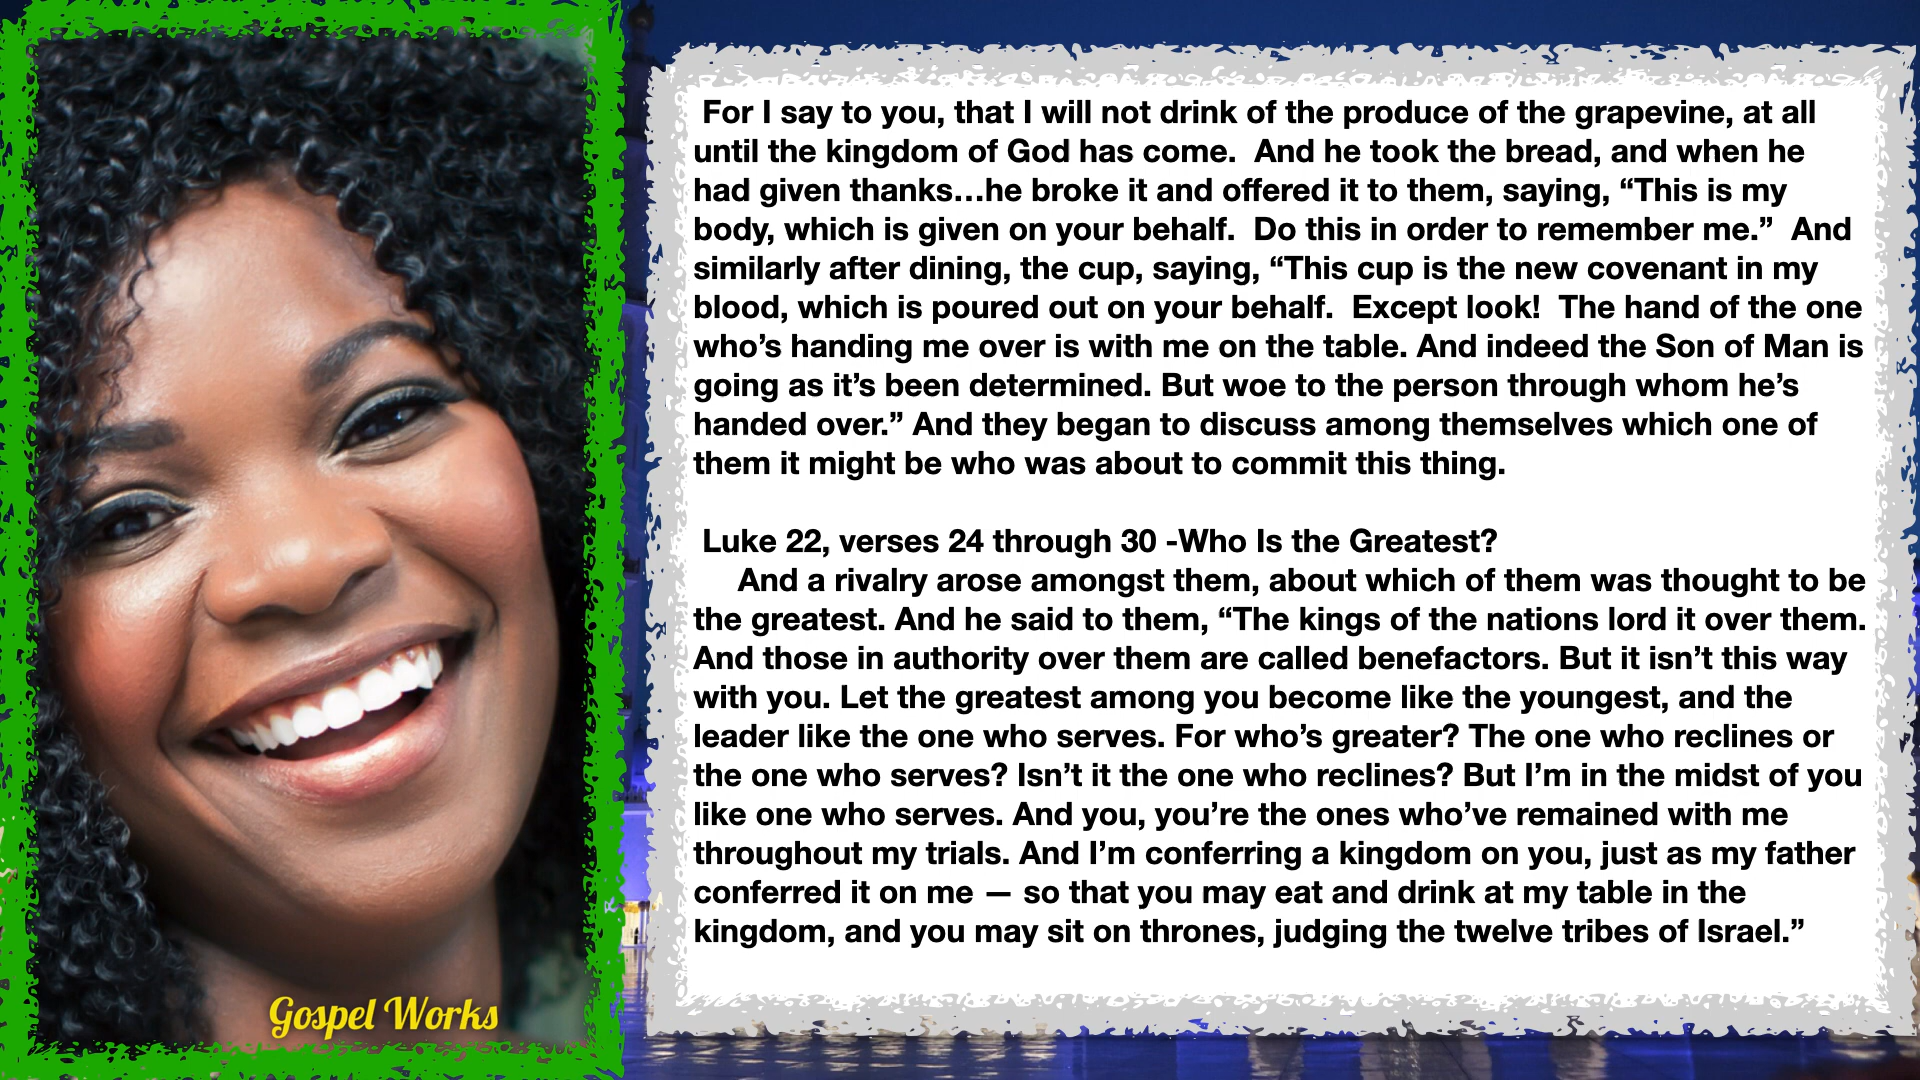 For I say to you, that I will not drink of the produce of the grapevine, at all
until the kingdom of God has come.  And he took the bread, and when he
had given thanks...he broke it and offered it to them, saying, “This is my
body, which is given on your behalf.  Do this in order to remember me.”  And
similarly after dining, the cup, saying, “This cup is the new covenant in my
blood, which is poured out on your behalf.  Except look!  The hand of the one
who’s handing me over is with me on the table. And indeed the Son of Man is
going as it’s been determined. But woe to the person through whom he’s
handed over.” And they began to discuss among themselves which one of
them it might be who was about to commit this thing.
Luke 22, verses 24 through 30 -Who Is the Greatest?
And a rivalry arose amongst them, about which of them was thought to be
the greatest. And he said to them, “The kings of the nations lord it over them.
And those in authority over them are called benefactors. But it isn’t this way
with you. Let the greatest among you become like the youngest, and the
leader like the one who serves. For who’s greater? The one who reclines or
the one who serves? Isn’t it the one who reclines? But I’m in the midst of you
like one who serves. And you, you’re the ones who’ve remained with me
throughout my trials. And I’m conferring a kingdom on you, just as my father
conferred it on me — so that you may eat and drink at my table in the
kingdom, and you may sit on thrones, judging the twelve tribes of Israel.”
Gospel Works